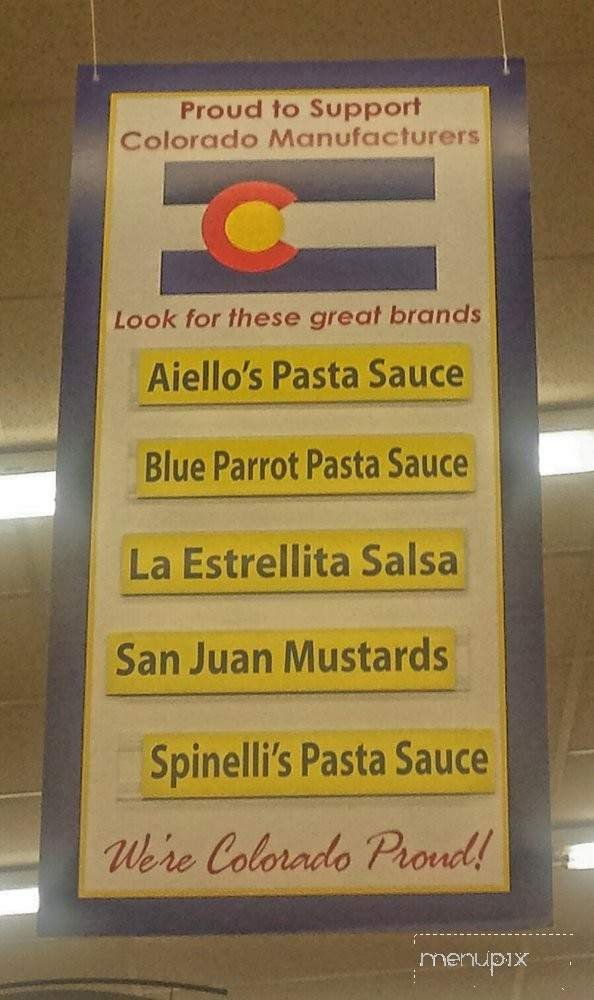 Proud to Support
Colorado Manufacturers
Look for these great brands
Aiello's Pasta Sauce
Blue Parrot Pasta Sauce
La Estrellita Salsa
San Juan Mustards
Spinelli's Pasta Sauce
We're Colorado Proud!
menupix